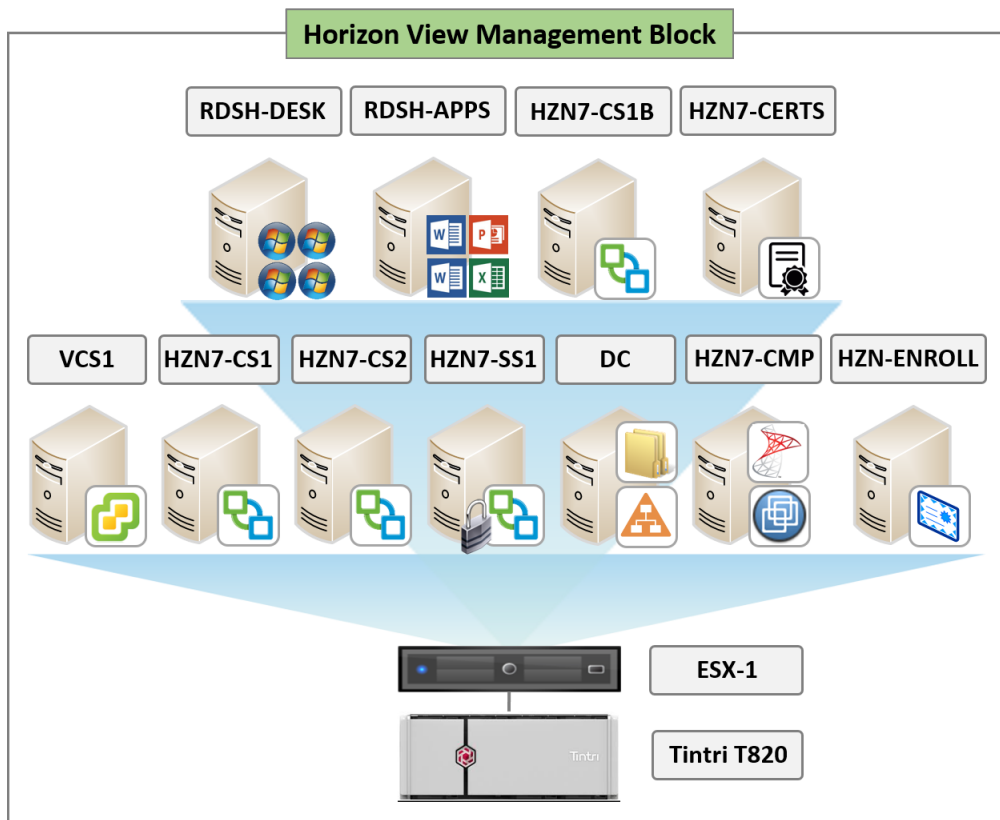 Horizon View Management Block
RDSH-DESK
RDSH-APPS
HZN7-CS1B
HZN7-CERTS
W
P
W
X
VCS1
HZN7-CS1
HZN7-CS2
HZN7-SS1
DC
HZN7-CMP
HZN-ENROLL
ESX-1
Tintri
Tintri T820